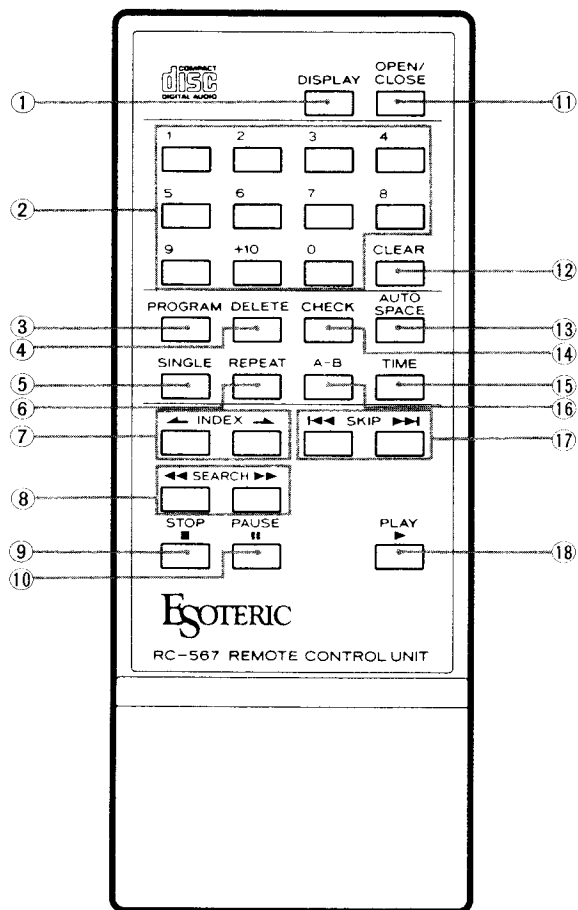 COMPACT
disc
DIGITAL AUDIO
DISPLAY
OPEN/
CLOSE
① ⑪
1 2 3 4
② 5 6 7 8
9 +10 0 CLEAR
⑫
③ PROGRAM DELETE CHECK AUTO
SPACE
④ ⑬
⑭
⑤ SINGLE REPEAT A-B TIME
⑥ ⑮
⑯
⑦ INDEX ⏮ SKIP ⏭ ⑰
⑧ ◀◀ SEARCH ▶▶
STOP PAUSE PLAY
■ ⏸ ▶
⑨ ⑱
⑩
ESOTERIC
RC-567 REMOTE CONTROL UNIT